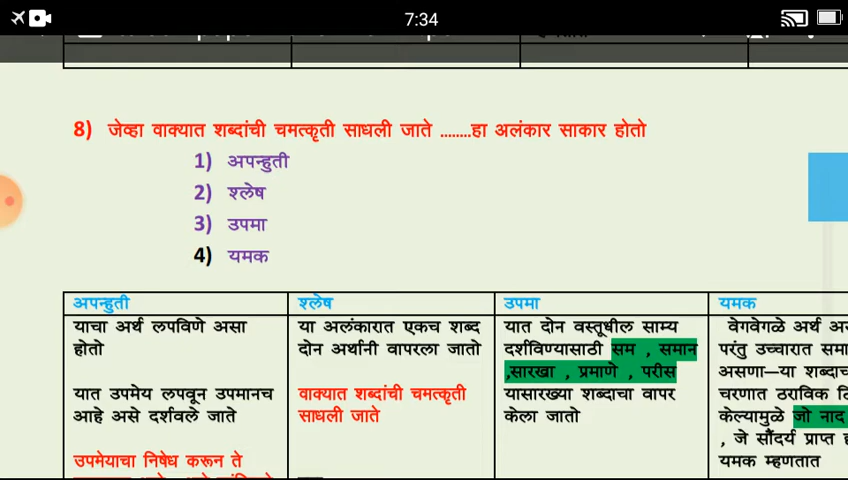 7:34
8) जेव्हा वाक्यात शब्दांची चमत्कृती साधली जाते ........हा अलंकार साकार होतो
1) अपन्हुती
2) श्लेष
3) उपमा
4) यमक
अपन्हुती
याचा अर्थ लपविणे असा
होतो
यात उपमेय लपवून उपमानच
आहे असे दर्शवले जाते
उपमेयाचा निषेध करून ते
श्लेष
या अलंकारात एकच शब्द
दोन अर्थानी वापरला जातो
वाक्यात शब्दांची चमत्कृती
साधली जाते
उपमा
यात दोन वस्तूधील साम्य
दर्शविण्यासाठी सम , समान
,सारखा , प्रमाणे , परीस
यासारख्या शब्दाचा वापर
केला जातो
यमक
वेगवेगळे अर्थ
परंतु उच्चारात
असणा—या
चरणात ठराविक
केल्यामुळे जो नाद
, जे सौंदर्य प्राप्त
यमक म्हणतात